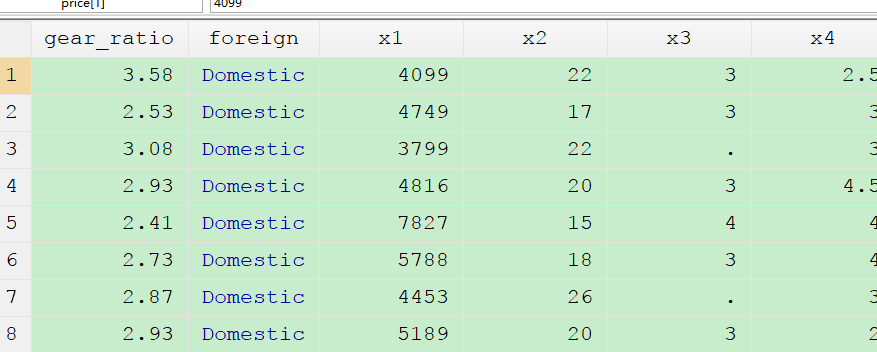 price[1] 4099
gear_ratio foreign x1 x2 x3 x4
1 3.58 Domestic 4099 22 3 2.5
2 2.53 Domestic 4749 17 3 3
3 3.08 Domestic 3799 22 . 3
4 2.93 Domestic 4816 20 3 4.5
5 2.41 Domestic 7827 15 4 4
6 2.73 Domestic 5788 18 3 4
7 2.87 Domestic 4453 26 . 3
8 2.93 Domestic 5189 20 3 2